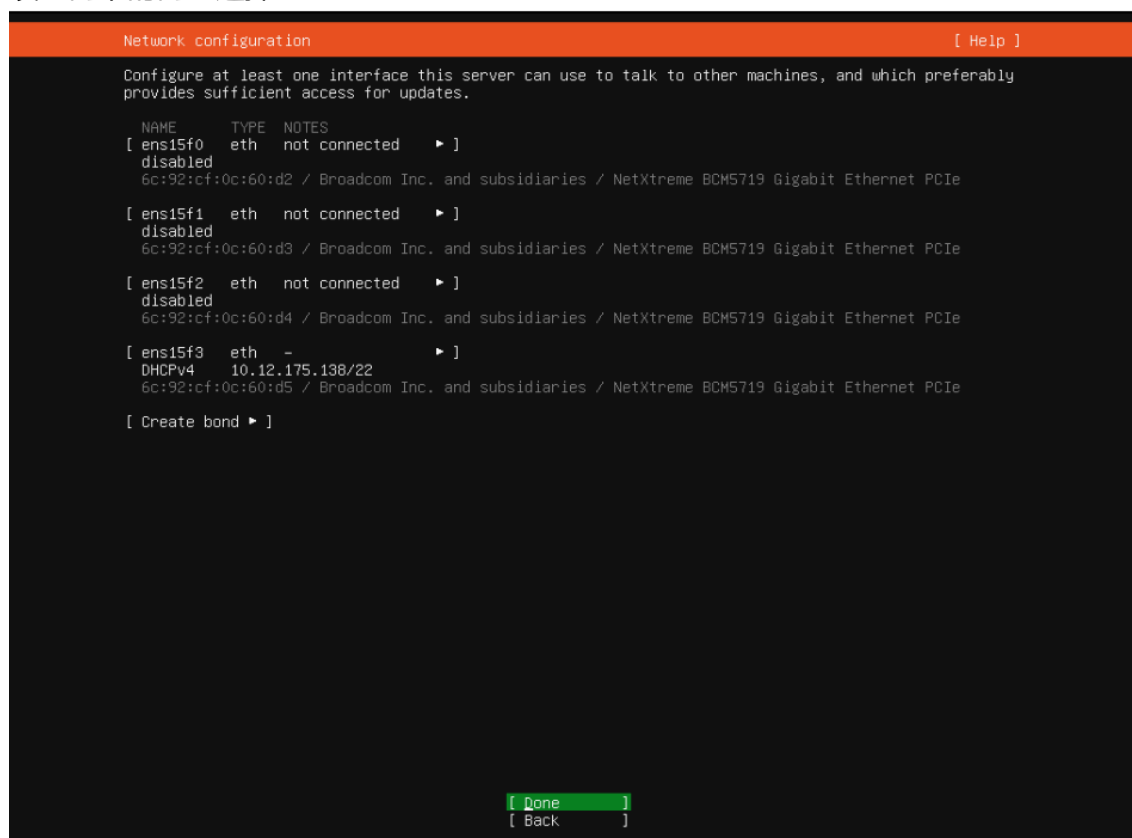 Network configuration [ Help ]
Configure at least one interface this server can use to talk to other machines, and which preferably
provides sufficient access for updates.
NAME TYPE NOTES
[ ens15f0 eth not connected ▸ ]
disabled
6c:92:cf:0c:60:d2 / Broadcom Inc. and subsidiaries / NetXtreme BCM5719 Gigabit Ethernet PCIe
[ ens15f1 eth not connected ▸ ]
disabled
6c:92:cf:0c:60:d3 / Broadcom Inc. and subsidiaries / NetXtreme BCM5719 Gigabit Ethernet PCIe
[ ens15f2 eth not connected ▸ ]
disabled
6c:92:cf:0c:60:d4 / Broadcom Inc. and subsidiaries / NetXtreme BCM5719 Gigabit Ethernet PCIe
[ ens15f3 eth – ▸ ]
DHCPv4 10.12.175.138/22
6c:92:cf:0c:60:d5 / Broadcom Inc. and subsidiaries / NetXtreme BCM5719 Gigabit Ethernet PCIe
[ Create bond ▸ ]
[ Done ]
[ Back ]